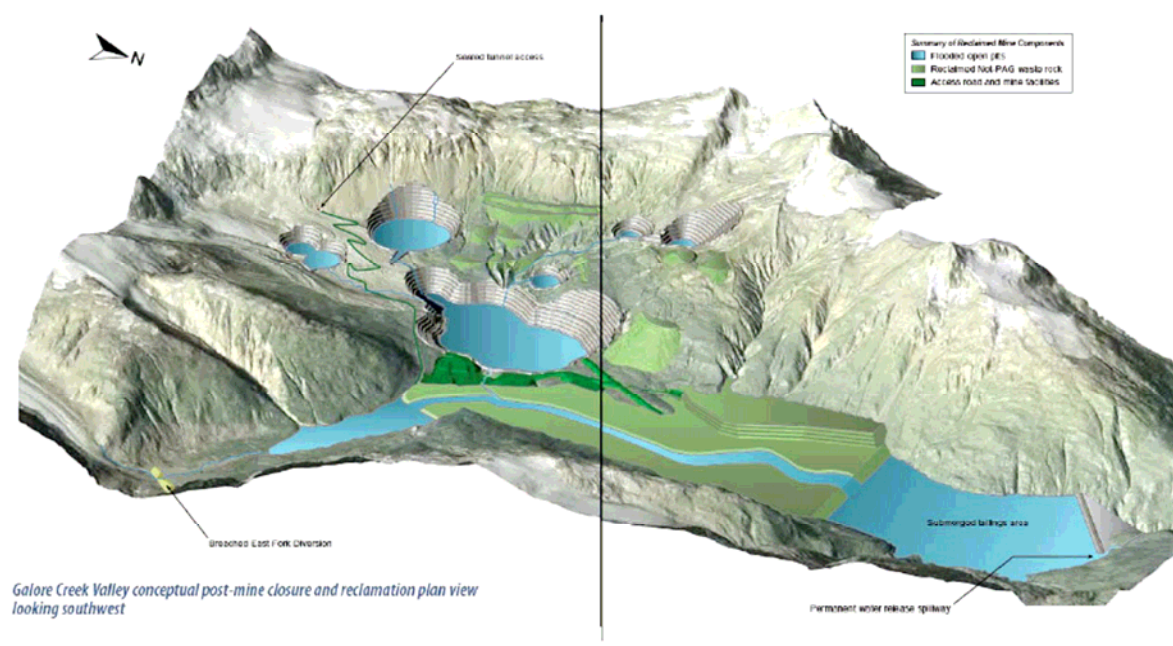 N
Sealed tunnel access
Summary of Reclaimed Mine Components
Flooded open pits
Reclaimed Not-PAG waste rock
Access road and mine facilities
Submerged tailings area
Breached East Fork Diversion
Galore Creek Valley conceptual post-mine closure and reclamation plan view
looking southwest
Permanent water release spillway